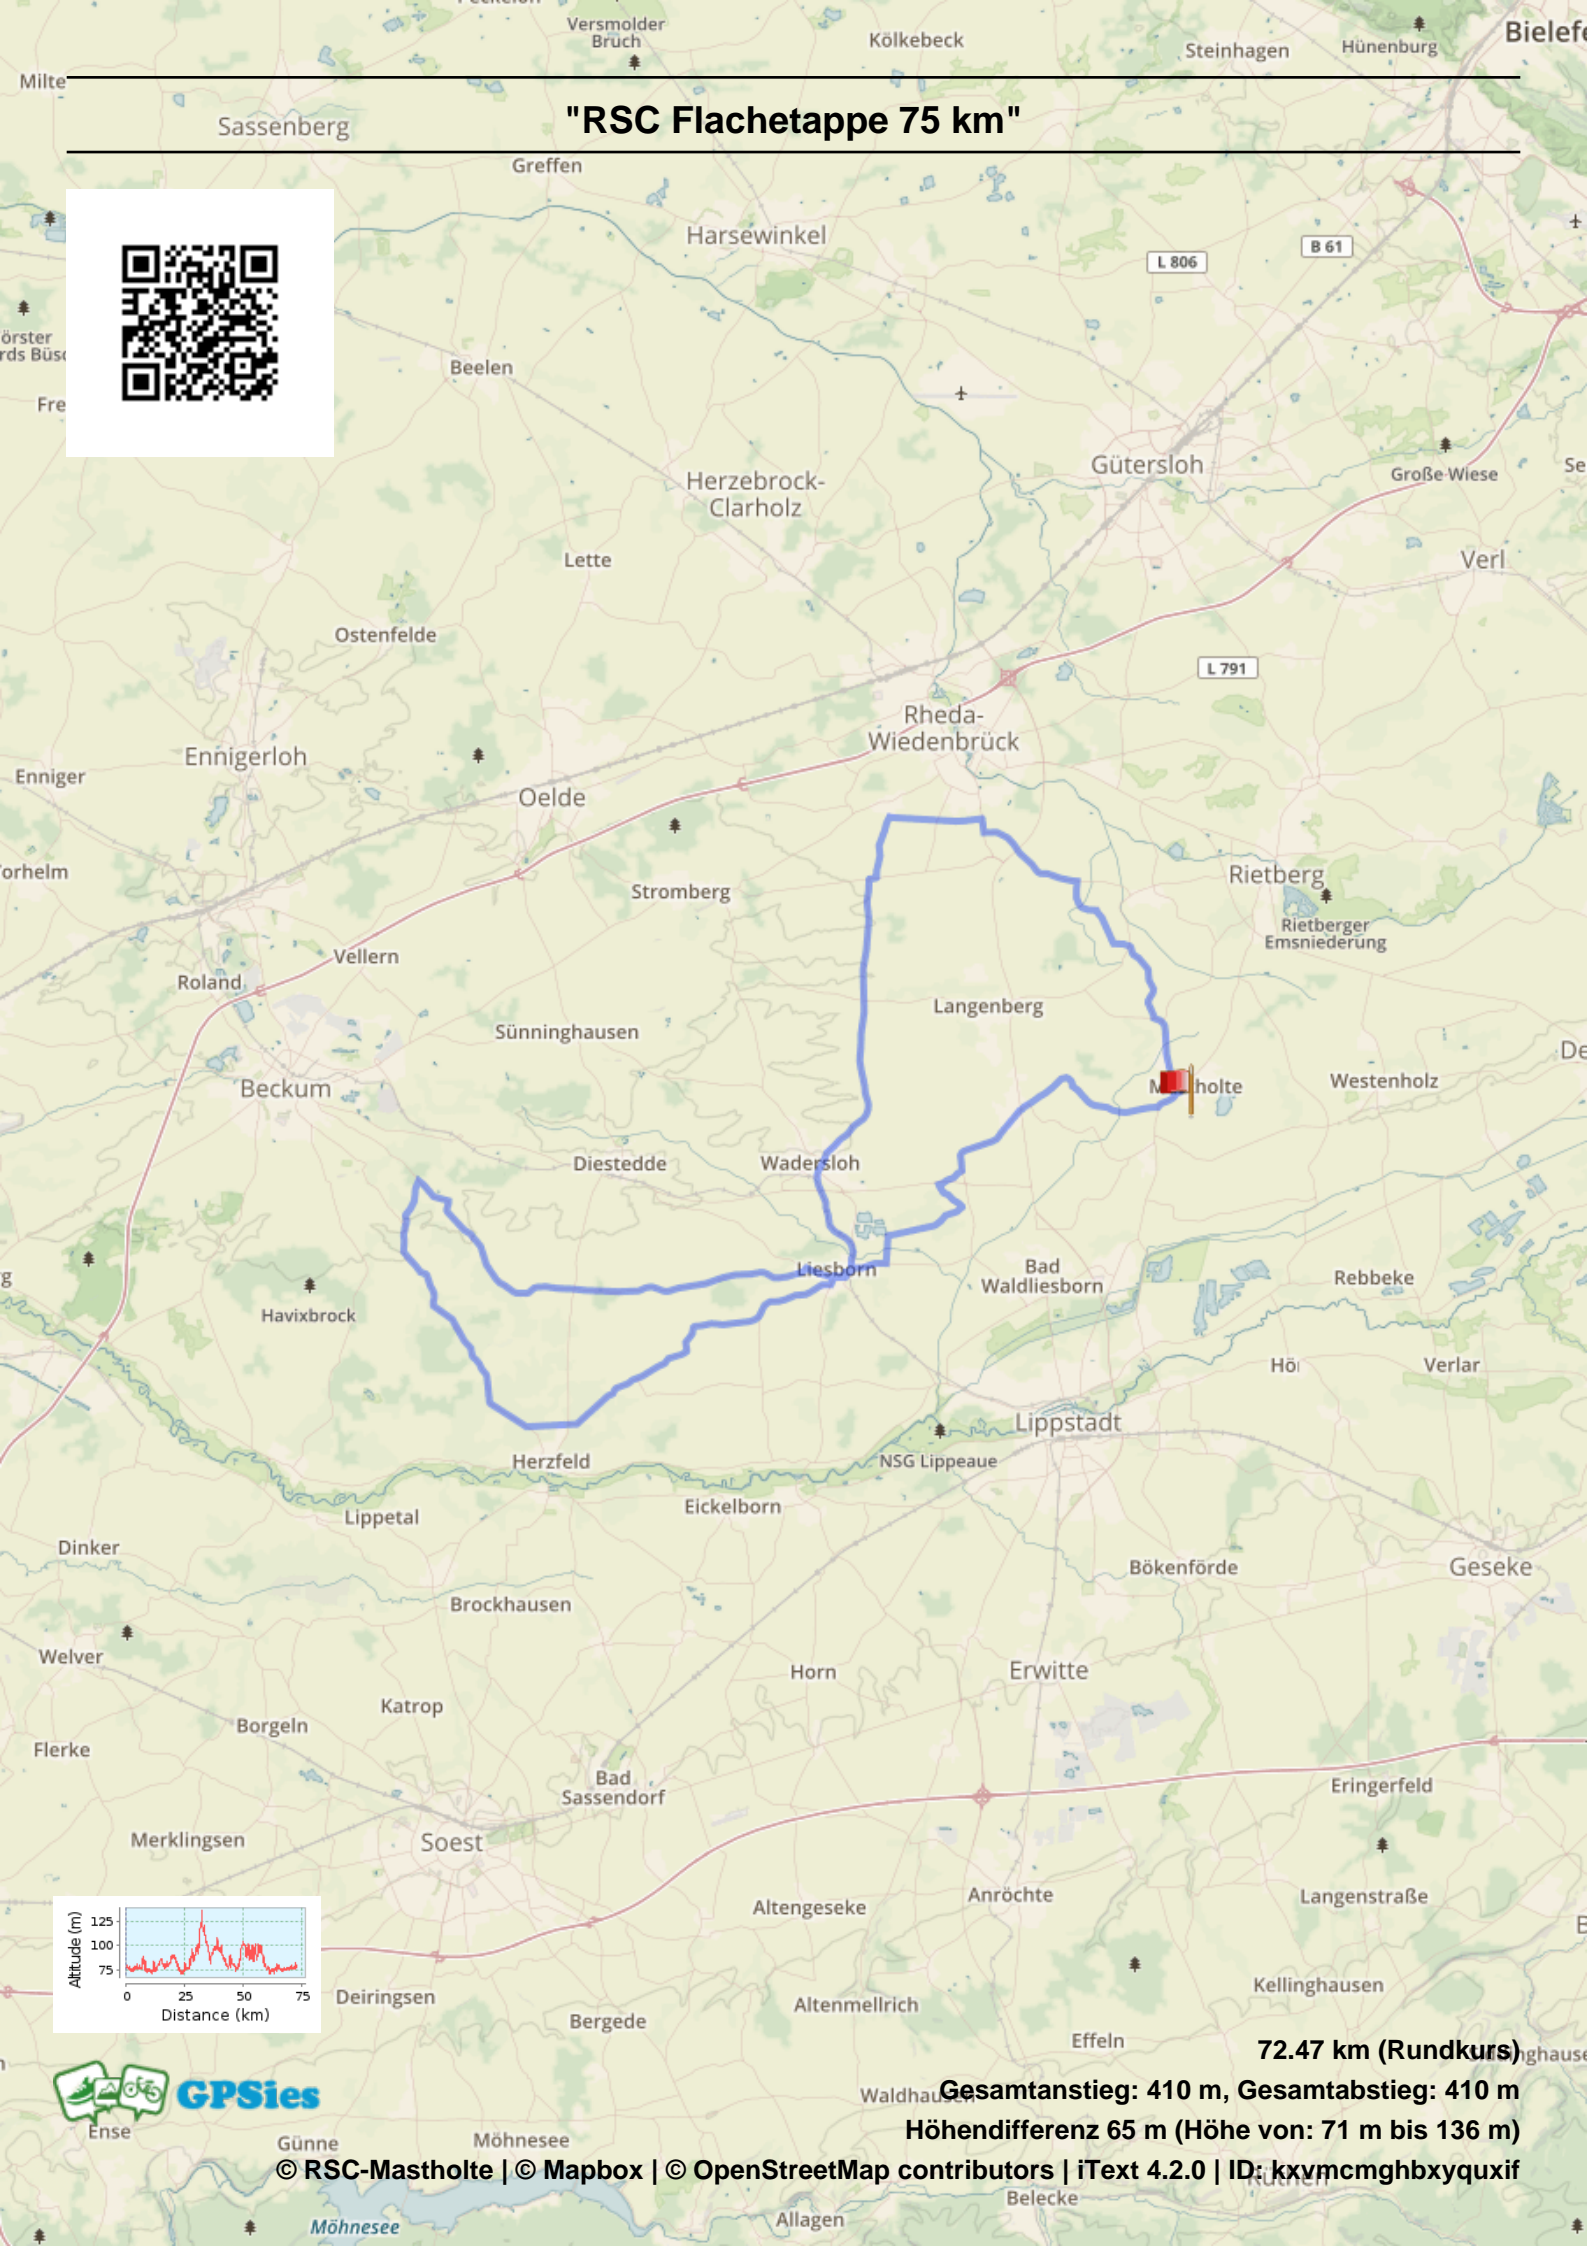 Versmolder
Bruch
Kölkebeck
Steinhagen
Hünenburg
Milte
"RSC Flachetappe 75 km"
Sassenberg
Greffen
Harsewinkel
L 806
B 61
Beelen
Gütersloh
Große Wiese
Herzebrock-
Clarholz
Lette
Verl
Ostenfelde
L 791
Rheda-
Wiedenbrück
Ennigerloh
Enniger
Oelde
Rietberg
Stromberg
Rietberger
Emsniederung
Vellern
Roland
Langenberg
Sünninghausen
Beckum
Westenholz
Diestedde
Wadersloh
Liesborn
Bad
Waldliesborn
Rebbeke
Havixbrock
Verlar
Lippstadt
Herzfeld
NSG Lippeaue
Eickelborn
Lippetal
Dinker
Bökenförde
Geseke
Brockhausen
Welver
Horn
Erwitte
Katrop
Borgeln
Flerke
Bad
Sassendorf
Eringerfeld
Merklingsen
Soest
Altengeseke
Anröchte
Langenstraße
Altitude (m)
125
100
75
0 25 50 75
Distance (km)
Deiringsen
Kellinghausen
Altenmellrich
Bergede
Effeln
72.47 km (Rundkurs)
GPSies
Gesamtanstieg: 410 m, Gesamtabstieg: 410 m
Ense
Höhendifferenz 65 m (Höhe von: 71 m bis 136 m)
Günne
Möhnesee
© RSC-Mastholte | © Mapbox | © OpenStreetMap contributors | iText 4.2.0 | ID: kxvmcmghbxyquxif
Belecke
Allagen
Möhnesee